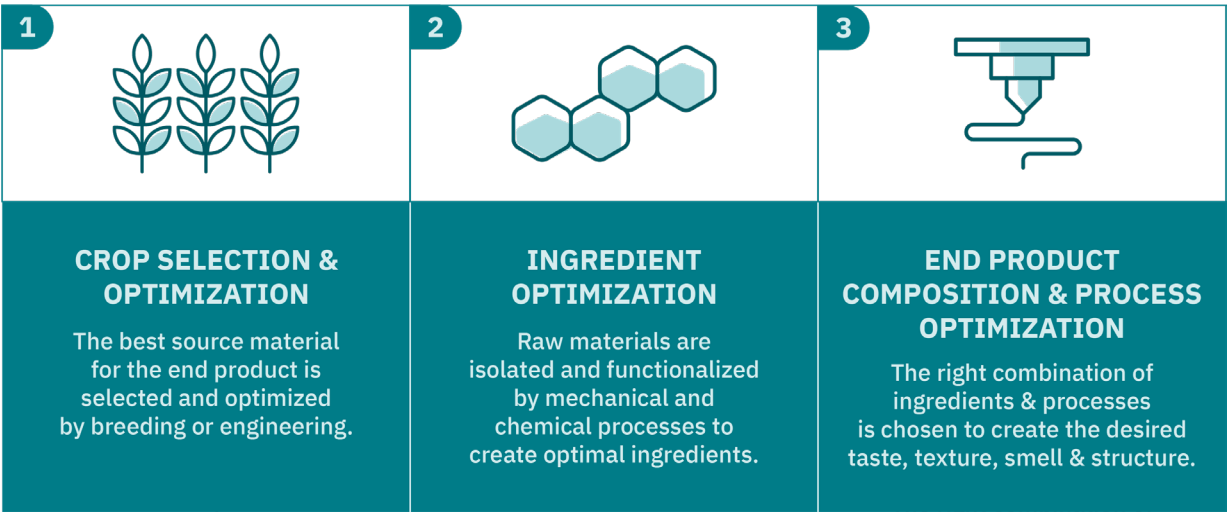 1
CROP SELECTION &
OPTIMIZATION
The best source material
for the end product is
selected and optimized
by breeding or engineering.
2
INGREDIENT
OPTIMIZATION
Raw materials are
isolated and functionalized
by mechanical and
chemical processes to
create optimal ingredients.
3
END PRODUCT
COMPOSITION & PROCESS
OPTIMIZATION
The right combination of
ingredients & processes
is chosen to create the desired
taste, texture, smell & structure.